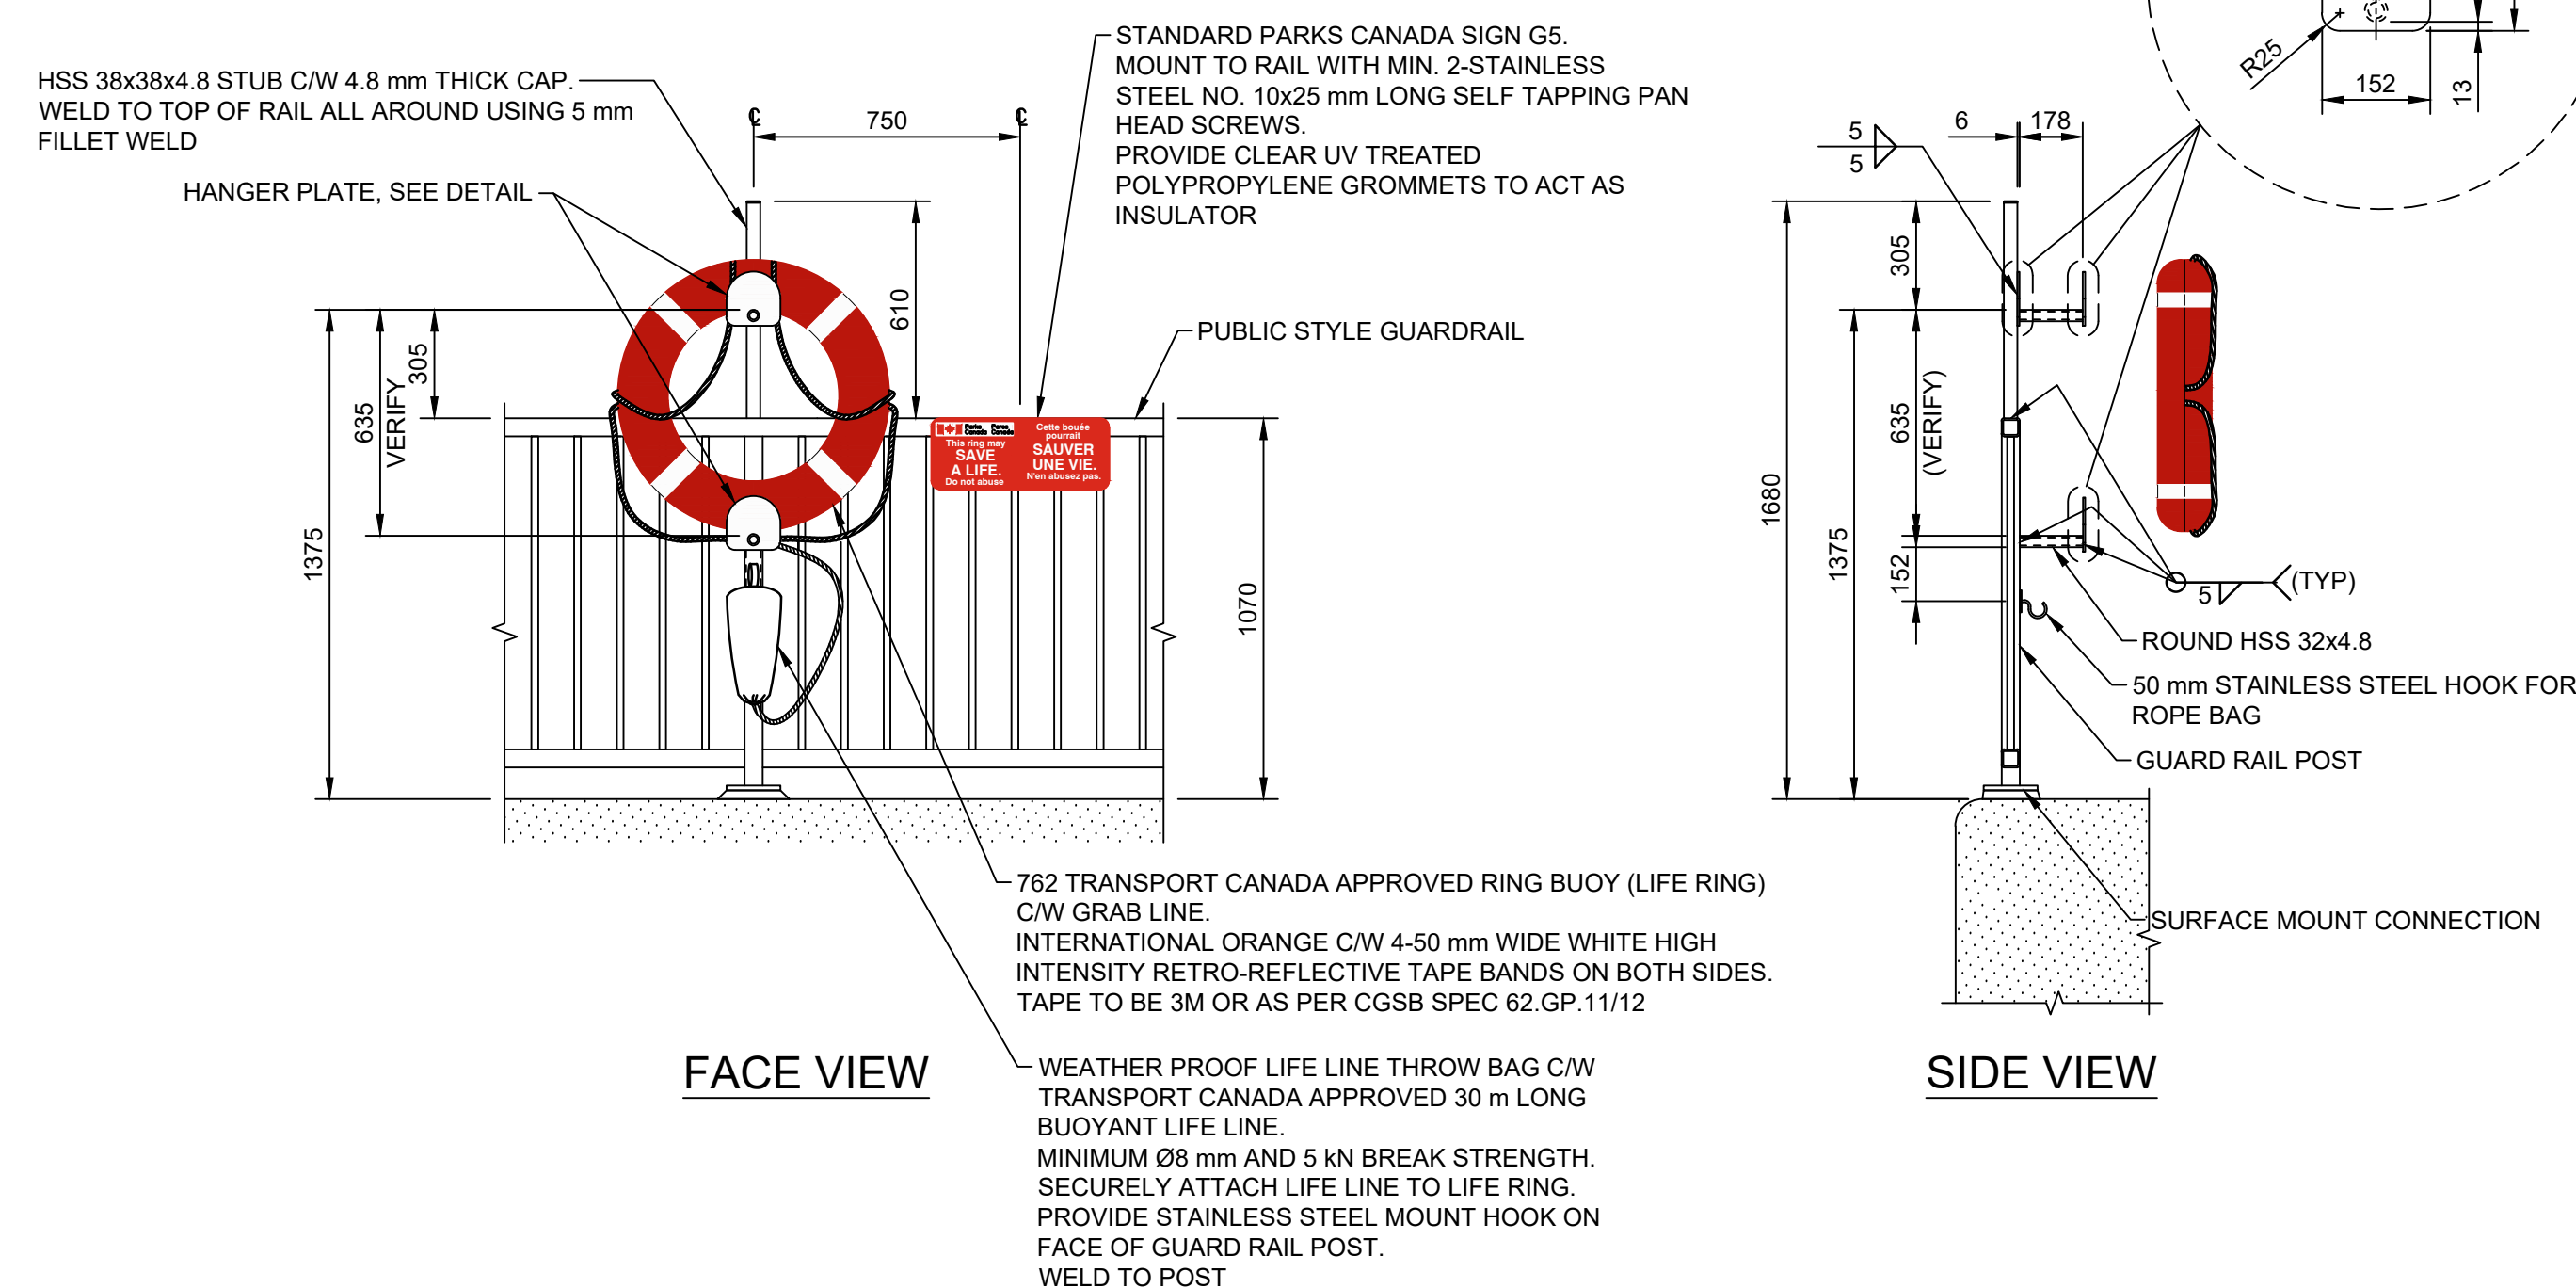 HSS 38x38x4.8 STUB C/W 4.8 mm THICK CAP.
WELD TO TOP OF RAIL ALL AROUND USING 5 mm
FILLET WELD
HANGER PLATE, SEE DETAIL
STANDARD PARKS CANADA SIGN G5.
MOUNT TO RAIL WITH MIN. 2-STAINLESS
STEEL NO. 10x25 mm LONG SELF TAPPING PAN
HEAD SCREWS.
PROVIDE CLEAR UV TREATED
POLYPROPYLENE GROMMETS TO ACT AS
INSULATOR
PUBLIC STYLE GUARDRAIL
℄
750
℄
610
305
635
VERIFY
1375
1070
Parks Canada
Parcs Canada
This ring may
SAVE
A LIFE.
Do not abuse
Cette bouée
pourrait
SAUVER
UNE VIE.
N'en abusez pas.
762 TRANSPORT CANADA APPROVED RING BUOY (LIFE RING)
C/W GRAB LINE.
INTERNATIONAL ORANGE C/W 4-50 mm WIDE WHITE HIGH
INTENSITY RETRO-REFLECTIVE TAPE BANDS ON BOTH SIDES.
TAPE TO BE 3M OR AS PER CGSB SPEC 62.GP.11/12
WEATHER PROOF LIFE LINE THROW BAG C/W
TRANSPORT CANADA APPROVED 30 m LONG
BUOYANT LIFE LINE.
MINIMUM Ø8 mm AND 5 kN BREAK STRENGTH.
SECURELY ATTACH LIFE LINE TO LIFE RING.
PROVIDE STAINLESS STEEL MOUNT HOOK ON
FACE OF GUARD RAIL POST.
WELD TO POST
FACE VIEW
R25
152
13
5
5
6
178
305
635
(VERIFY)
152
1680
1375
5
(TYP)
ROUND HSS 32x4.8
50 mm STAINLESS STEEL HOOK FOR
ROPE BAG
GUARD RAIL POST
SURFACE MOUNT CONNECTION
SIDE VIEW